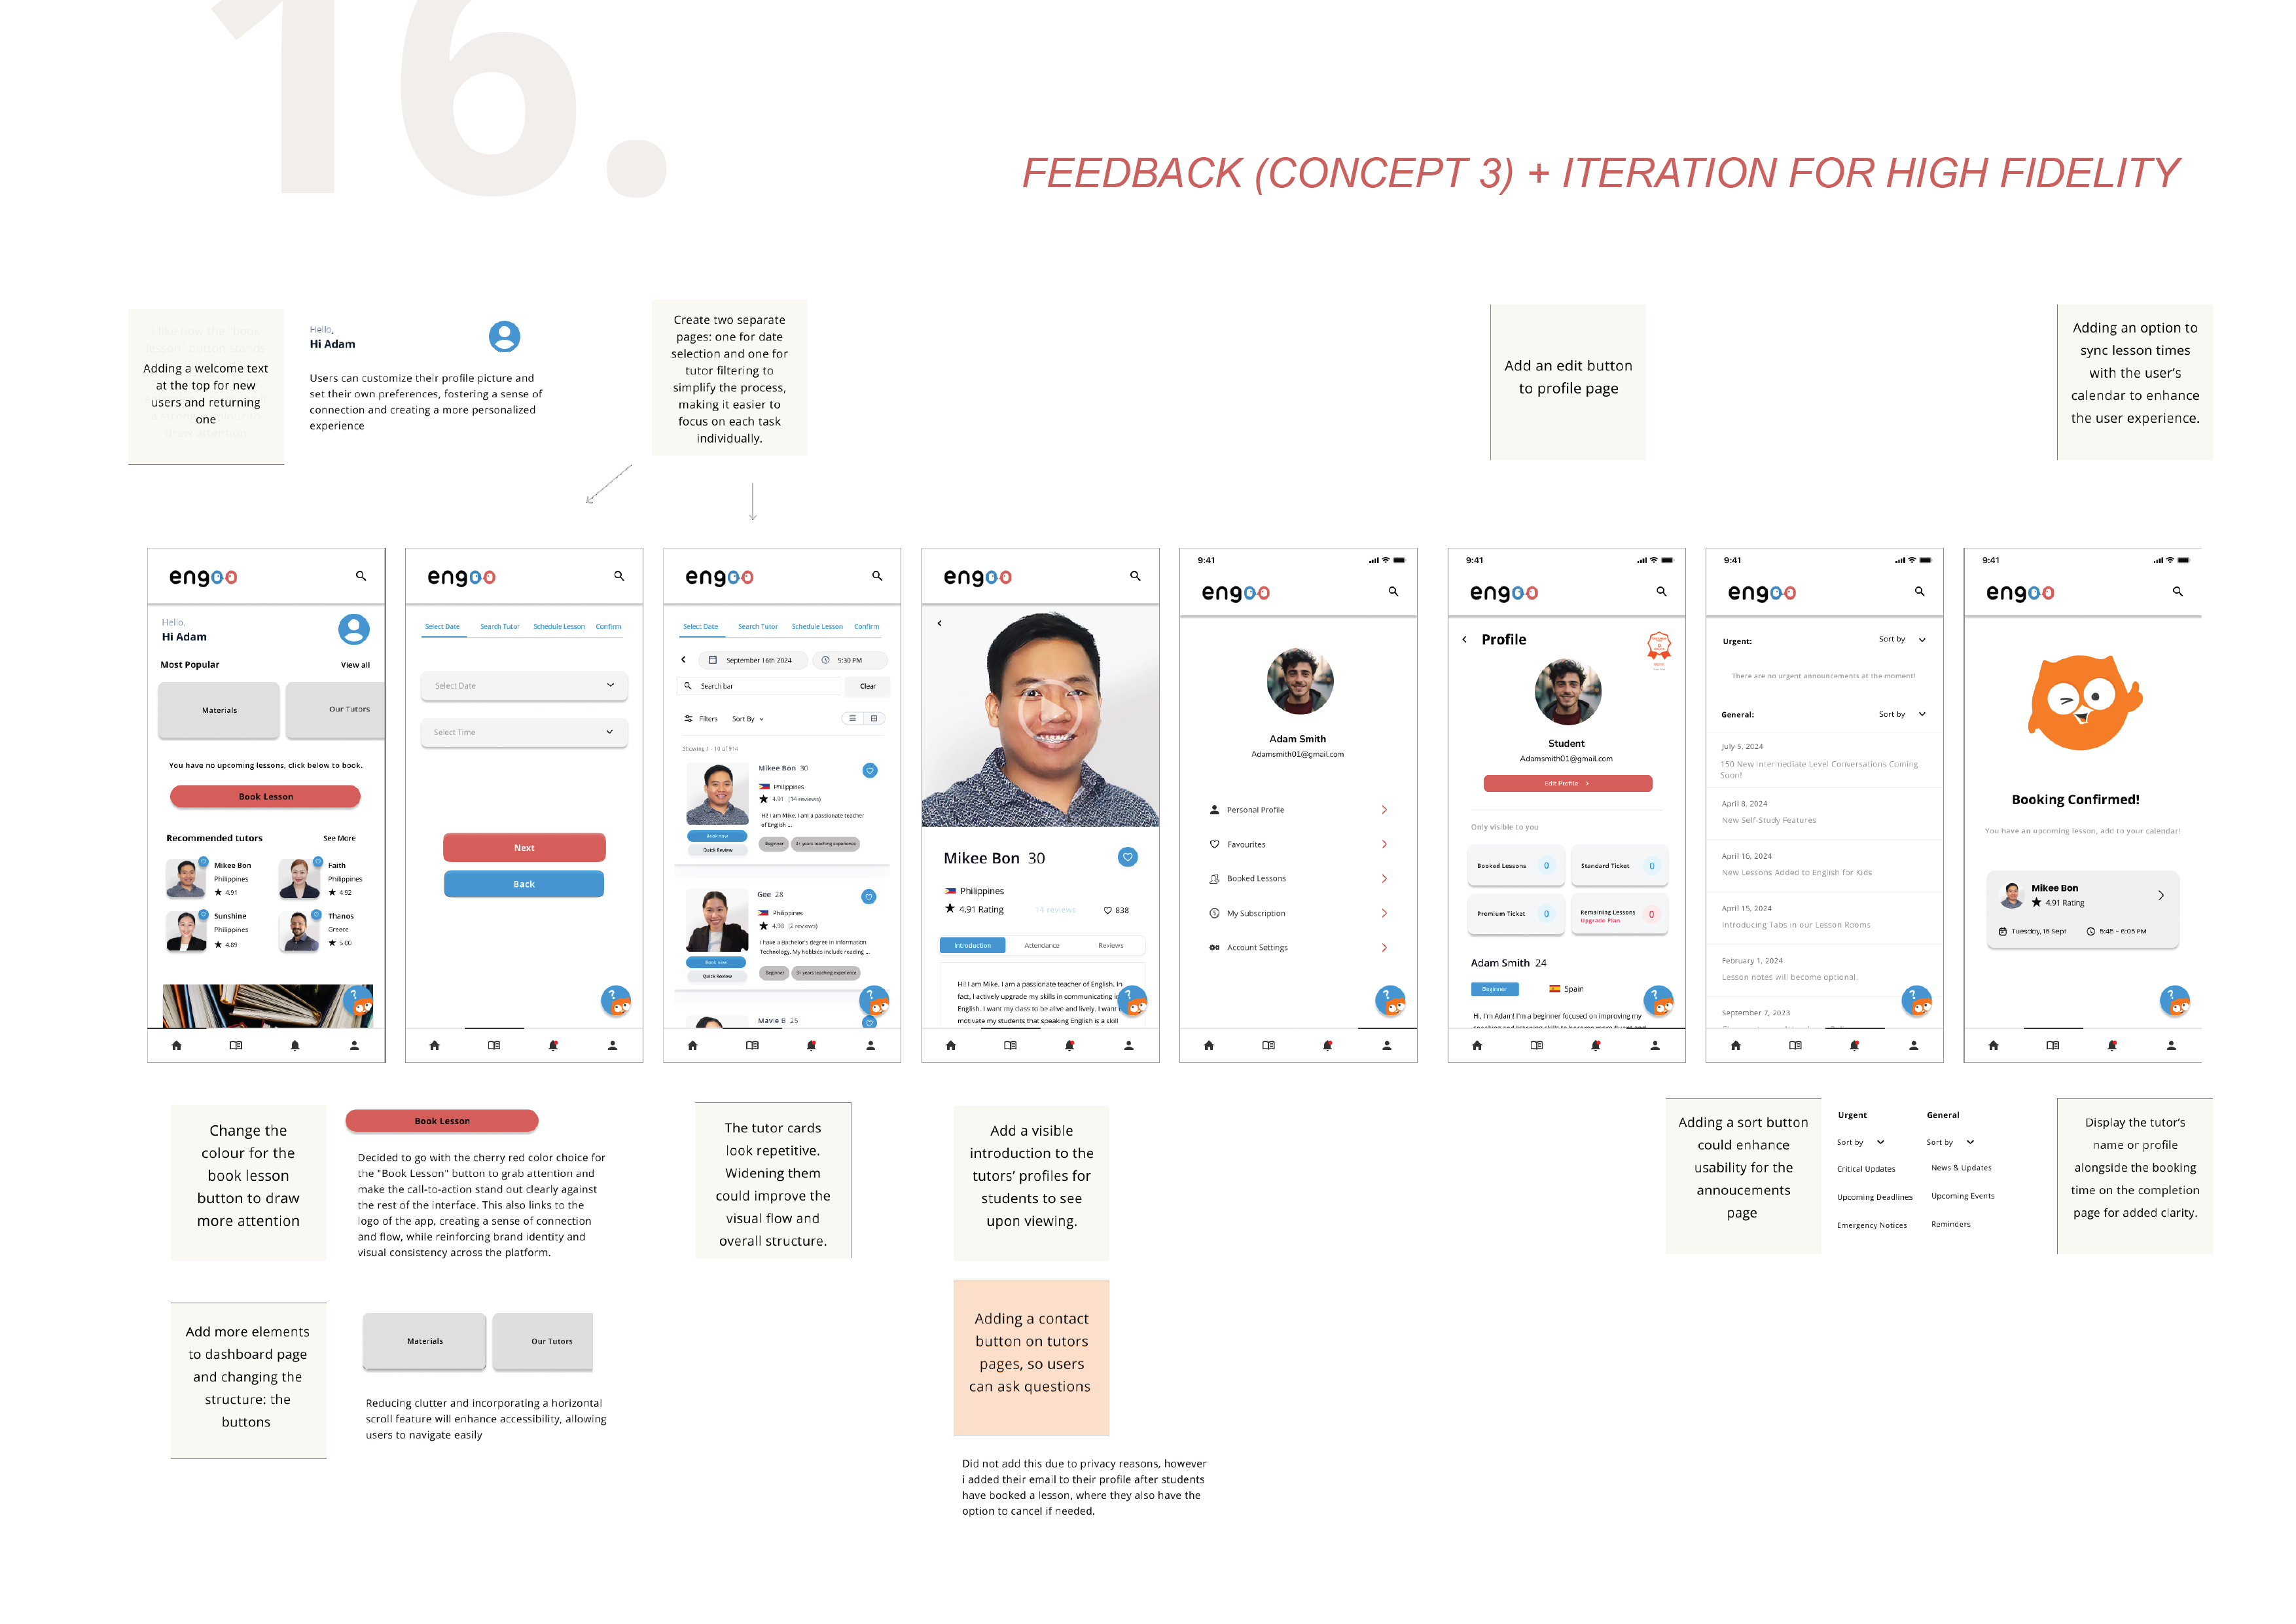 16.
FEEDBACK (CONCEPT 3) + ITERATION FOR HIGH FIDELITY
Adding a welcome text
at the top for new
users and returning
one
Hello,
Hi Adam
Users can customize their profile picture and
set their own preferences, fostering a sense of
connection and creating a more personalized
experience
Create two separate
pages: one for date
selection and one for
tutor filtering to
simplify the process,
making it easier to
focus on each task
individually.
Add an edit button
to profile page
Adding an option to
sync lesson times
with the user's
calendar to enhance
the user experience.
engoo
Hello,
Hi Adam
Most Popular View all
Materials Our Tutors
You have no upcoming lessons, click below to book.
Book Lesson
Recommended tutors See More
Mikee Bon
Philippines
★ 4.91
Faith
Philippines
★ 4.92
Sunshine
Philippines
★ 4.89
Thanos
Greece
★ 5.00
engoo
Select Date Search Tutor Schedule Lesson Confirm
Select Date
Select Time
Next
Back
engoo
Select Date Search Tutor Schedule Lesson Confirm
September 16th 2024 5:30 PM
Search bar Clear
Filters Sort By
Showing 1 - 10 of 914
Mikee Bon 30
Philippines
★ 4.91 (14 reviews)
Hi! I am Mike. I am a passionate teacher
of English ...
Book now
Quick Review
Beginner 3+ years teaching experience
Gee 28
Philippines
★ 4.98 (2 reviews)
I have a Bachelor's degree in Information
Technology. My hobbies include reading ...
Book now
Quick Review
Beginner 3+ years teaching experience
Mavie B 25
engoo
Mikee Bon 30
Philippines
★ 4.91 Rating 14 reviews 838
Introduction Attendance Reviews
Hi! I am Mike. I am a passionate teacher of English. In
fact, I actively upgrade my skills in communicating in
English. I want my class to be alive and lively. I want
motivate my students that speaking English is a skill
9:41
engoo
Adam Smith
Adamsmith01@gmail.com
Personal Profile
Favourites
Booked Lessons
My Subscription
Account Settings
9:41
engoo
Profile
Student
Adamsmith01@gmail.com
Edit Profile
Only visible to you
Booked Lessons 0
Standard Ticket 0
Premium Ticket 0
Remaining Lessons 0
Upgrade Plan
Adam Smith 24
Beginner Spain
Hi, I'm Adam! I'm a beginner focused on improving my
9:41
engoo
Urgent: Sort by
There are no urgent announcements at the moment!
General: Sort by
July 5, 2024
150 New Intermediate Level Conversations Coming
Soon!
April 8, 2024
New Self-Study Features
April 16, 2024
New Lessons Added to English for Kids
April 15, 2024
Introducing Tabs in our Lesson Rooms
February 1, 2024
Lesson notes will become optional.
September 7, 2023
9:41
engoo
Booking Confirmed!
You have an upcoming lesson, add to your calendar!
Mikee Bon
★ 4.91 Rating
Tuesday, 16 Sept 5:45 - 6:05 PM
Change the
colour for the
book lesson
button to draw
more attention
Book Lesson
Decided to go with the cherry red color choice for
the "Book Lesson" button to grab attention and
make the call-to-action stand out clearly against
the rest of the interface. This also links to the
logo of the app, creating a sense of connection
and flow, while reinforcing brand identity and
visual consistency across the platform.
The tutor cards
look repetitive.
Widening them
could improve the
visual flow and
overall structure.
Add a visible
introduction to the
tutors' profiles for
students to see
upon viewing.
Adding a sort button
could enhance
usability for the
annoucements
page
Urgent General
Sort by Sort by
Critical Updates News & Updates
Upcoming Deadlines Upcoming Events
Emergency Notices Reminders
Display the tutor's
name or profile
alongside the booking
time on the completion
page for added clarity.
Add more elements
to dashboard page
and changing the
structure: the
buttons
Materials Our Tutors
Reducing clutter and incorporating a horizontal
scroll feature will enhance accessibility, allowing
users to navigate easily
Adding a contact
button on tutors
pages, so users
can ask questions
Did not add this due to privacy reasons, however
i added their email to their profile after students
have booked a lesson, where they also have the
option to cancel if needed.